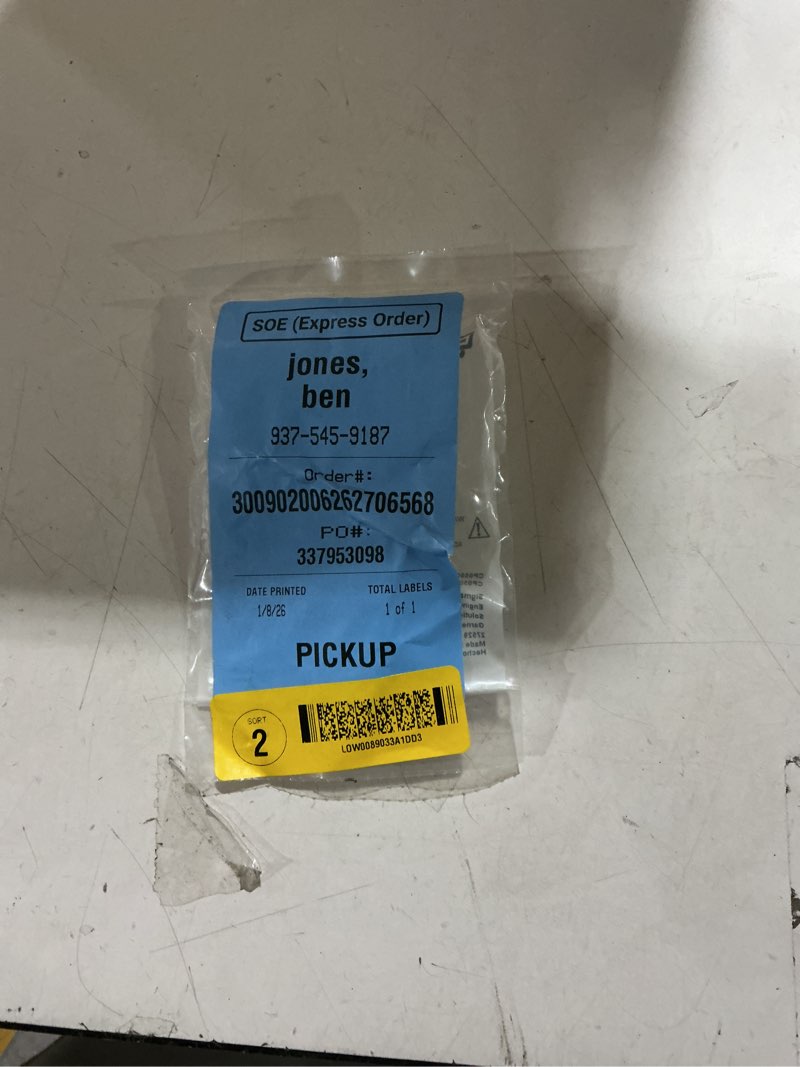 SOE (Express Order)
jones,
ben
937-545-9187
Order#:
300902006262706568
PO#:
337953098
DATE PRINTED
TOTAL LABELS
1/8/26
1 of 1
PICKUP
SORT
2
LOW0089033A1DD3